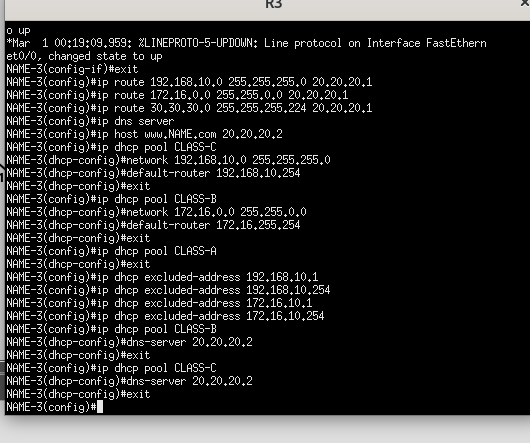 R3
o up
*Mar  1 00:19:09.959: %LINEPROTO-5-UPDOWN: Line protocol on Interface FastEthern
et0/0, changed state to up
NAME-3(config-if)#exit
NAME-3(config)#ip route 192.168.10.0 255.255.255.0 20.20.20.1
NAME-3(config)#ip route 172.16.0.0 255.255.0.0 20.20.20.1
NAME-3(config)#ip route 30.30.30.0 255.255.255.224 20.20.20.1
NAME-3(config)#ip dns server
NAME-3(config)#ip host www.NAME.com 20.20.20.2
NAME-3(config)#ip dhcp pool CLASS-C
NAME-3(dhcp-config)#network 192.168.10.0 255.255.255.0
NAME-3(dhcp-config)#default-router 192.168.10.254
NAME-3(dhcp-config)#exit
NAME-3(config)#ip dhcp pool CLASS-B
NAME-3(dhcp-config)#network 172.16.0.0 255.255.0.0
NAME-3(dhcp-config)#default-router 172.16.255.254
NAME-3(dhcp-config)#exit
NAME-3(config)#ip dhcp pool CLASS-A
NAME-3(dhcp-config)#exit
NAME-3(config)#ip dhcp excluded-address 192.168.10.1
NAME-3(config)#ip dhcp excluded-address 192.168.10.254
NAME-3(config)#ip dhcp excluded-address 172.16.10.1
NAME-3(config)#ip dhcp excluded-address 172.16.10.254
NAME-3(config)#ip dhcp pool CLASS-B
NAME-3(dhcp-config)#dns-server 20.20.20.2
NAME-3(dhcp-config)#exit
NAME-3(config)#ip dhcp pool CLASS-C
NAME-3(dhcp-config)#dns-server 20.20.20.2
NAME-3(dhcp-config)#exit
NAME-3(config)#